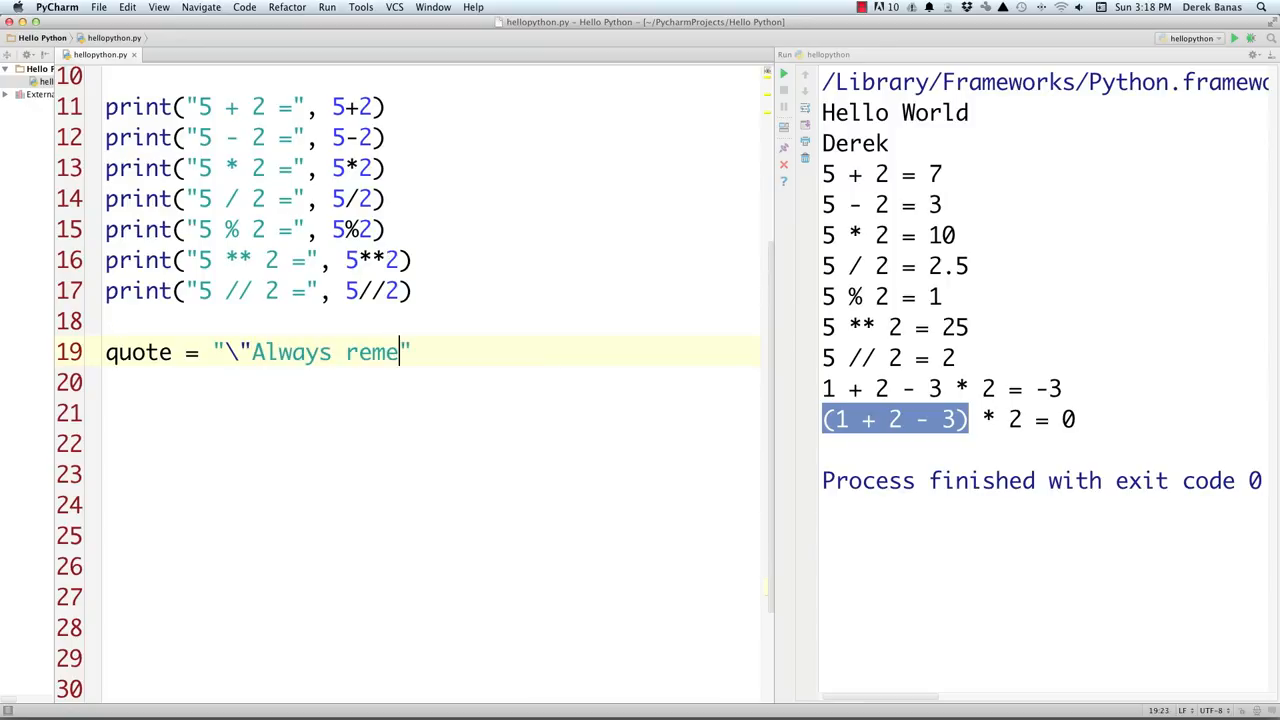 PyCharm File Edit View Navigate Code Refactor Run Tools VCS Window Help 10 Sun 3:18 PM Derek Banas
hellopython.py - Hello Python - [~/PycharmProjects/Hello Python]
Hello Python hellopython.py hellopython
hellopython.py Run hellopython
Hello P
hell
Externa
10
11 print("5 + 2 =", 5+2)
12 print("5 - 2 =", 5-2)
13 print("5 * 2 =", 5*2)
14 print("5 / 2 =", 5/2)
15 print("5 % 2 =", 5%2)
16 print("5 ** 2 =", 5**2)
17 print("5 // 2 =", 5//2)
18
19 quote = "\"Always reme"
20
21
22
23
24
25
26
27
28
29
30
/Library/Frameworks/Python.framewo
Hello World
Derek
5 + 2 = 7
5 - 2 = 3
5 * 2 = 10
5 / 2 = 2.5
5 % 2 = 1
5 ** 2 = 25
5 // 2 = 2
1 + 2 - 3 * 2 = -3
(1 + 2 - 3) * 2 = 0
Process finished with exit code 0
19:23 LF UTF-8